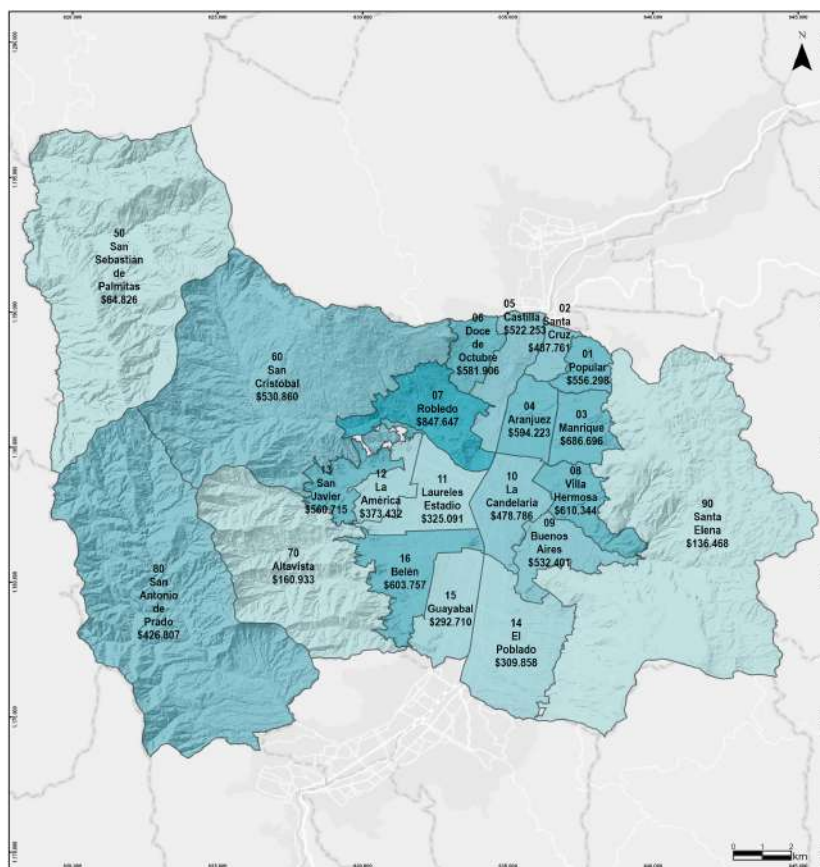 N
50
San
Sebastián
de
Palmitas
$64.826
60
San
Cristóbal
$530.860
06
Doce
de
Octubre
$581.906
05
Castilla
$522.253
02
Santa
Cruz
$487.761
01
Popular
$556.298
07
Robledo
$847.647
04
Aranjuez
$594.223
03
Manrique
$686.696
13
San
Javier
$560.715
12
La
América
$373.432
11
Laureles
Estadio
$325.091
10
La
Candelaria
$478.786
08
Villa
Hermosa
$610.344
09
Buenos
Aires
$532.401
90
Santa
Elena
$136.468
70
Altavista
$160.933
16
Belén
$603.757
15
Guayabal
$292.710
14
El
Poblado
$309.858
80
San
Antonio
de
Prado
$426.807
0 1 2
km